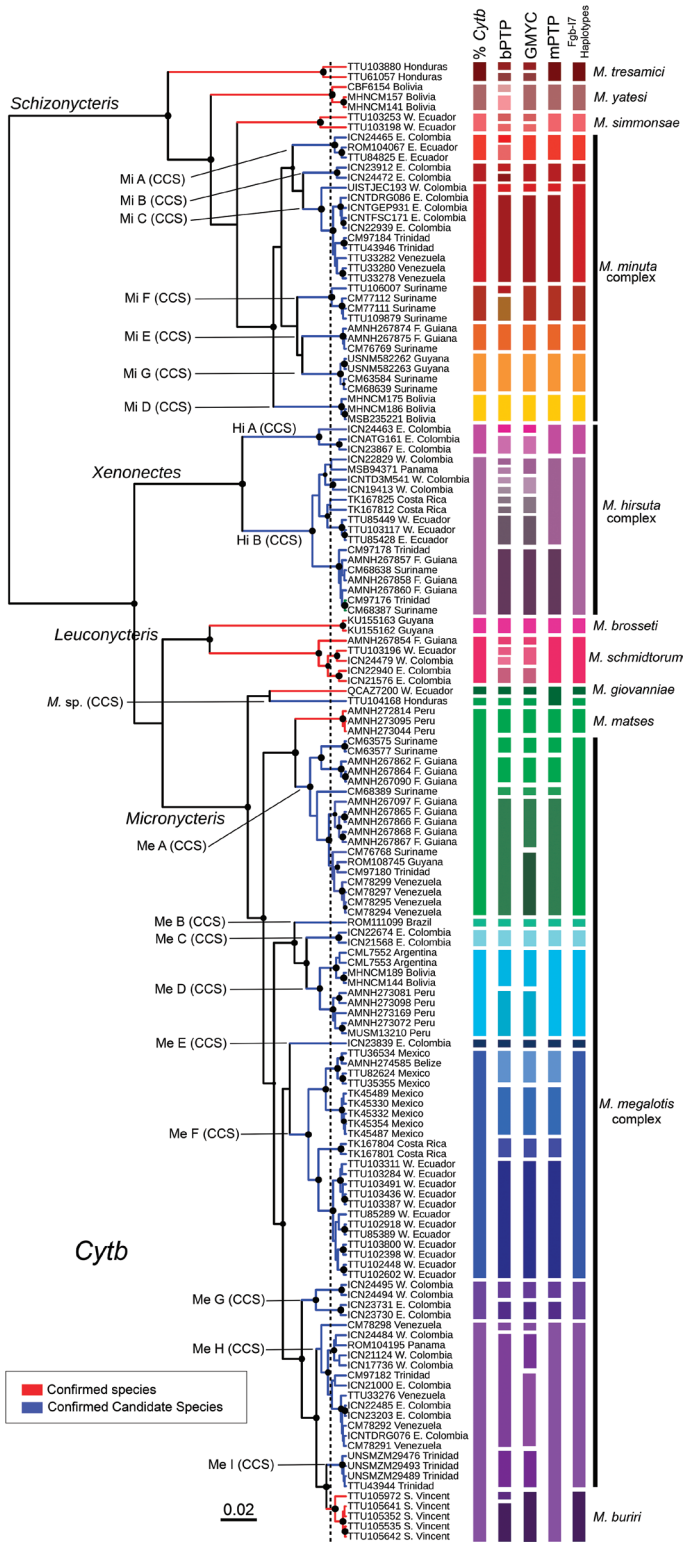 % Cytb
bPTP
GMYC
mPTP
Fgb-I7
Haplotypes
TTU103880 Honduras
TTU61057 Honduras
M. tresamici
CBF6154 Bolivia
MHNCM157 Bolivia
MHNCM141 Bolivia
M. yatesi
Schizonycteris
TTU103253 W. Ecuador
TTU103198 W. Ecuador
M. simmonsae
ICN24465 E. Colombia
ROM104067 E. Ecuador
TTU84825 E. Ecuador
Mi A (CCS)
ICN23912 E. Colombia
ICN24472 E. Colombia
Mi B (CCS)
UISTJEC193 W. Colombia
ICNTDRG086 E. Colombia
ICNTGEP931 E. Colombia
ICNTFSC171 E. Colombia
ICN22939 E. Colombia
Mi C (CCS)
CM97184 Trinidad
TTU43946 Trinidad
TTU33282 Venezuela
TTU33280 Venezuela
TTU33278 Venezuela
M. minuta
complex
TTU106007 Suriname
CM77112 Suriname
CM77111 Suriname
TTU109879 Suriname
Mi F (CCS)
AMNH267874 F. Guiana
AMNH267875 F. Guiana
CM76769 Suriname
Mi E (CCS)
USNM582262 Guyana
USNM582263 Guyana
CM63584 Suriname
CM68639 Suriname
Mi G (CCS)
MHNCM175 Bolivia
MHNCM186 Bolivia
MSB235221 Bolivia
Mi D (CCS)
Hi A (CCS)
ICN24463 E. Colombia
ICNATG161 E. Colombia
ICN23867 E. Colombia
ICN22829 W. Colombia
MSB94371 Panama
Xenonectes
ICNTD3M541 W. Colombia
ICN19413 W. Colombia
TK167825 Costa Rica
TK167812 Costa Rica
M. hirsuta
complex
TTU85449 W. Ecuador
TTU103117 W. Ecuador
TTU85428 E. Ecuador
Hi B (CCS)
CM97178 Trinidad
AMNH267857 F. Guiana
CM68638 Suriname
AMNH267858 F. Guiana
AMNH267860 F. Guiana
CM97176 Trinidad
CM68387 Suriname
KU155163 Guyana
KU155162 Guyana
M. brosseti
Leuconycteris
AMNH267854 F. Guiana
TTU103196 W. Ecuador
ICN24479 W. Colombia
ICN22940 E. Colombia
ICN21576 E. Colombia
M. schmidtorum
QCAZ7200 W. Ecuador
M. giovanniae
M. sp. (CCS)
TTU104168 Honduras
AMNH272814 Peru
AMNH273095 Peru
AMNH273044 Peru
M. matses
CM63575 Suriname
CM63577 Suriname
AMNH267862 F. Guiana
AMNH267864 F. Guiana
AMNH267090 F. Guiana
CM68389 Suriname
AMNH267097 F. Guiana
AMNH267865 F. Guiana
AMNH267866 F. Guiana
AMNH267868 F. Guiana
AMNH267867 F. Guiana
Micronycteris
Me A (CCS)
CM76768 Suriname
ROM108745 Guyana
CM97180 Trinidad
CM78299 Venezuela
CM78297 Venezuela
CM78295 Venezuela
CM78294 Venezuela
Me B (CCS)
ROM111099 Brazil
Me C (CCS)
ICN22674 E. Colombia
ICN21568 E. Colombia
CML7552 Argentina
CML7553 Argentina
MHNCM189 Bolivia
MHNCM144 Bolivia
Me D (CCS)
AMNH273081 Peru
AMNH273098 Peru
AMNH273169 Peru
AMNH273072 Peru
MUSM13210 Peru
Me E (CCS)
ICN23839 E. Colombia
TTU36534 Mexico
AMNH274585 Belize
TTU82624 Mexico
TTU35355 Mexico
TK45489 Mexico
TK45330 Mexico
TK45332 Mexico
TK45354 Mexico
TK45487 Mexico
M. megalotis
complex
Me F (CCS)
TK167804 Costa Rica
TK167801 Costa Rica
TTU103311 W. Ecuador
TTU103284 W. Ecuador
TTU103491 W. Ecuador
TTU103436 W. Ecuador
TTU103387 W. Ecuador
TTU85289 W. Ecuador
TTU102918 W. Ecuador
TTU85389 W. Ecuador
TTU103800 W. Ecuador
TTU102398 W. Ecuador
TTU102448 W. Ecuador
TTU102602 W. Ecuador
Cytb
ICN24495 W. Colombia
ICN24494 W. Colombia
ICN23731 E. Colombia
ICN23730 E. Colombia
Me G (CCS)
CM78298 Venezuela
ICN24484 W. Colombia
ROM104195 Panama
ICN21124 W. Colombia
ICN17736 W. Colombia
Me H (CCS)
CM97182 Trinidad
ICN21000 E. Colombia
TTU33276 Venezuela
ICN22485 E. Colombia
ICN23203 E. Colombia
CM78292 Venezuela
ICNTDRG076 E. Colombia
CM78291 Venezuela
Confirmed species
Confirmed Candidate Species
Me I (CCS)
UNSMZM29476 Trinidad
UNSMZM29493 Trinidad
UNSMZM29489 Trinidad
TTU43944 Trinidad
TTU105972 S. Vincent
TTU105641 S. Vincent
TTU105352 S. Vincent
TTU105535 S. Vincent
TTU105642 S. Vincent
M. buriri
0.02